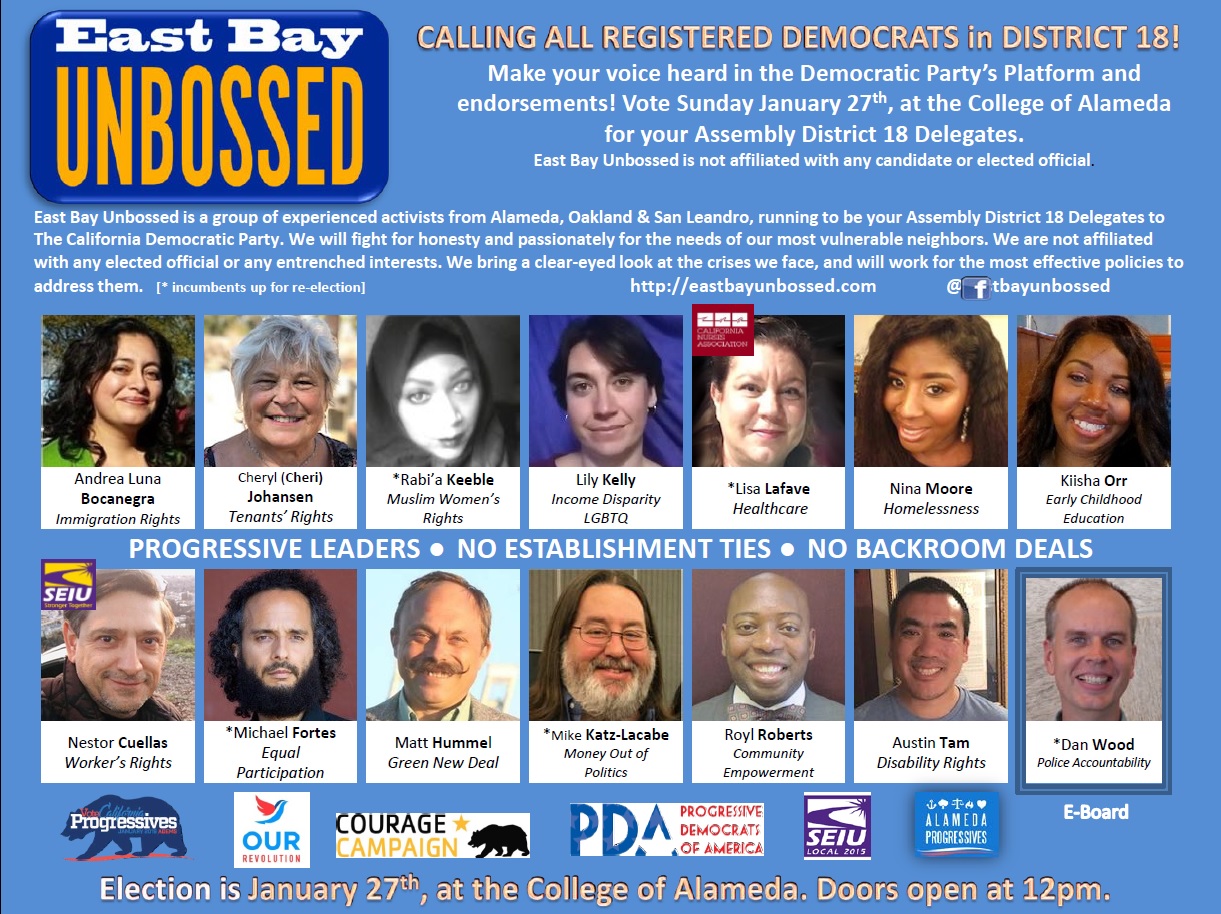 East Bay
UNBOSSED
CALLING ALL REGISTERED DEMOCRATS in DISTRICT 18!
Make your voice heard in the Democratic Party’s Platform and
endorsements! Vote Sunday January 27th, at the College of Alameda
for your Assembly District 18 Delegates.
East Bay Unbossed is not affiliated with any candidate or elected official.
East Bay Unbossed is a group of experienced activists from Alameda, Oakland & San Leandro, running to be your Assembly District 18 Delegates to
The California Democratic Party. We will fight for honesty and passionately for the needs of our most vulnerable neighbors. We are not affiliated
with any elected official or any entrenched interests. We bring a clear-eyed look at the crises we face, and will work for the most effective policies to
address them. [* incumbents up for re-election] http://eastbayunbossed.com @ f tbayunbossed
CALIFORNIA
NURSES
ASSOCIATION
Andrea Luna
Bocanegra
Immigration Rights
Cheryl (Cheri)
Johansen
Tenants’ Rights
*Rabi’a Keeble
Muslim Women’s
Rights
Lily Kelly
Income Disparity
LGBTQ
*Lisa Lafave
Healthcare
Nina Moore
Homelessness
Kiisha Orr
Early Childhood
Education
PROGRESSIVE LEADERS ● NO ESTABLISHMENT TIES ● NO BACKROOM DEALS
SEIU
Stronger Together
Nestor Cuellas
Worker’s Rights
*Michael Fortes
Equal
Participation
Matt Hummel
Green New Deal
*Mike Katz-Lacabe
Money Out of
Politics
Royl Roberts
Community
Empowerment
Austin Tam
Disability Rights
*Dan Wood
Police Accountability
E-Board
California
Progressives
OUR
REVOLUTION
COURAGE
CAMPAIGN
PDA
PROGRESSIVE
DEMOCRATS
OF AMERICA
SEIU
LOCAL 2015
ALAMEDA
PROGRESSIVES
Election is January 27th, at the College of Alameda. Doors open at 12pm.